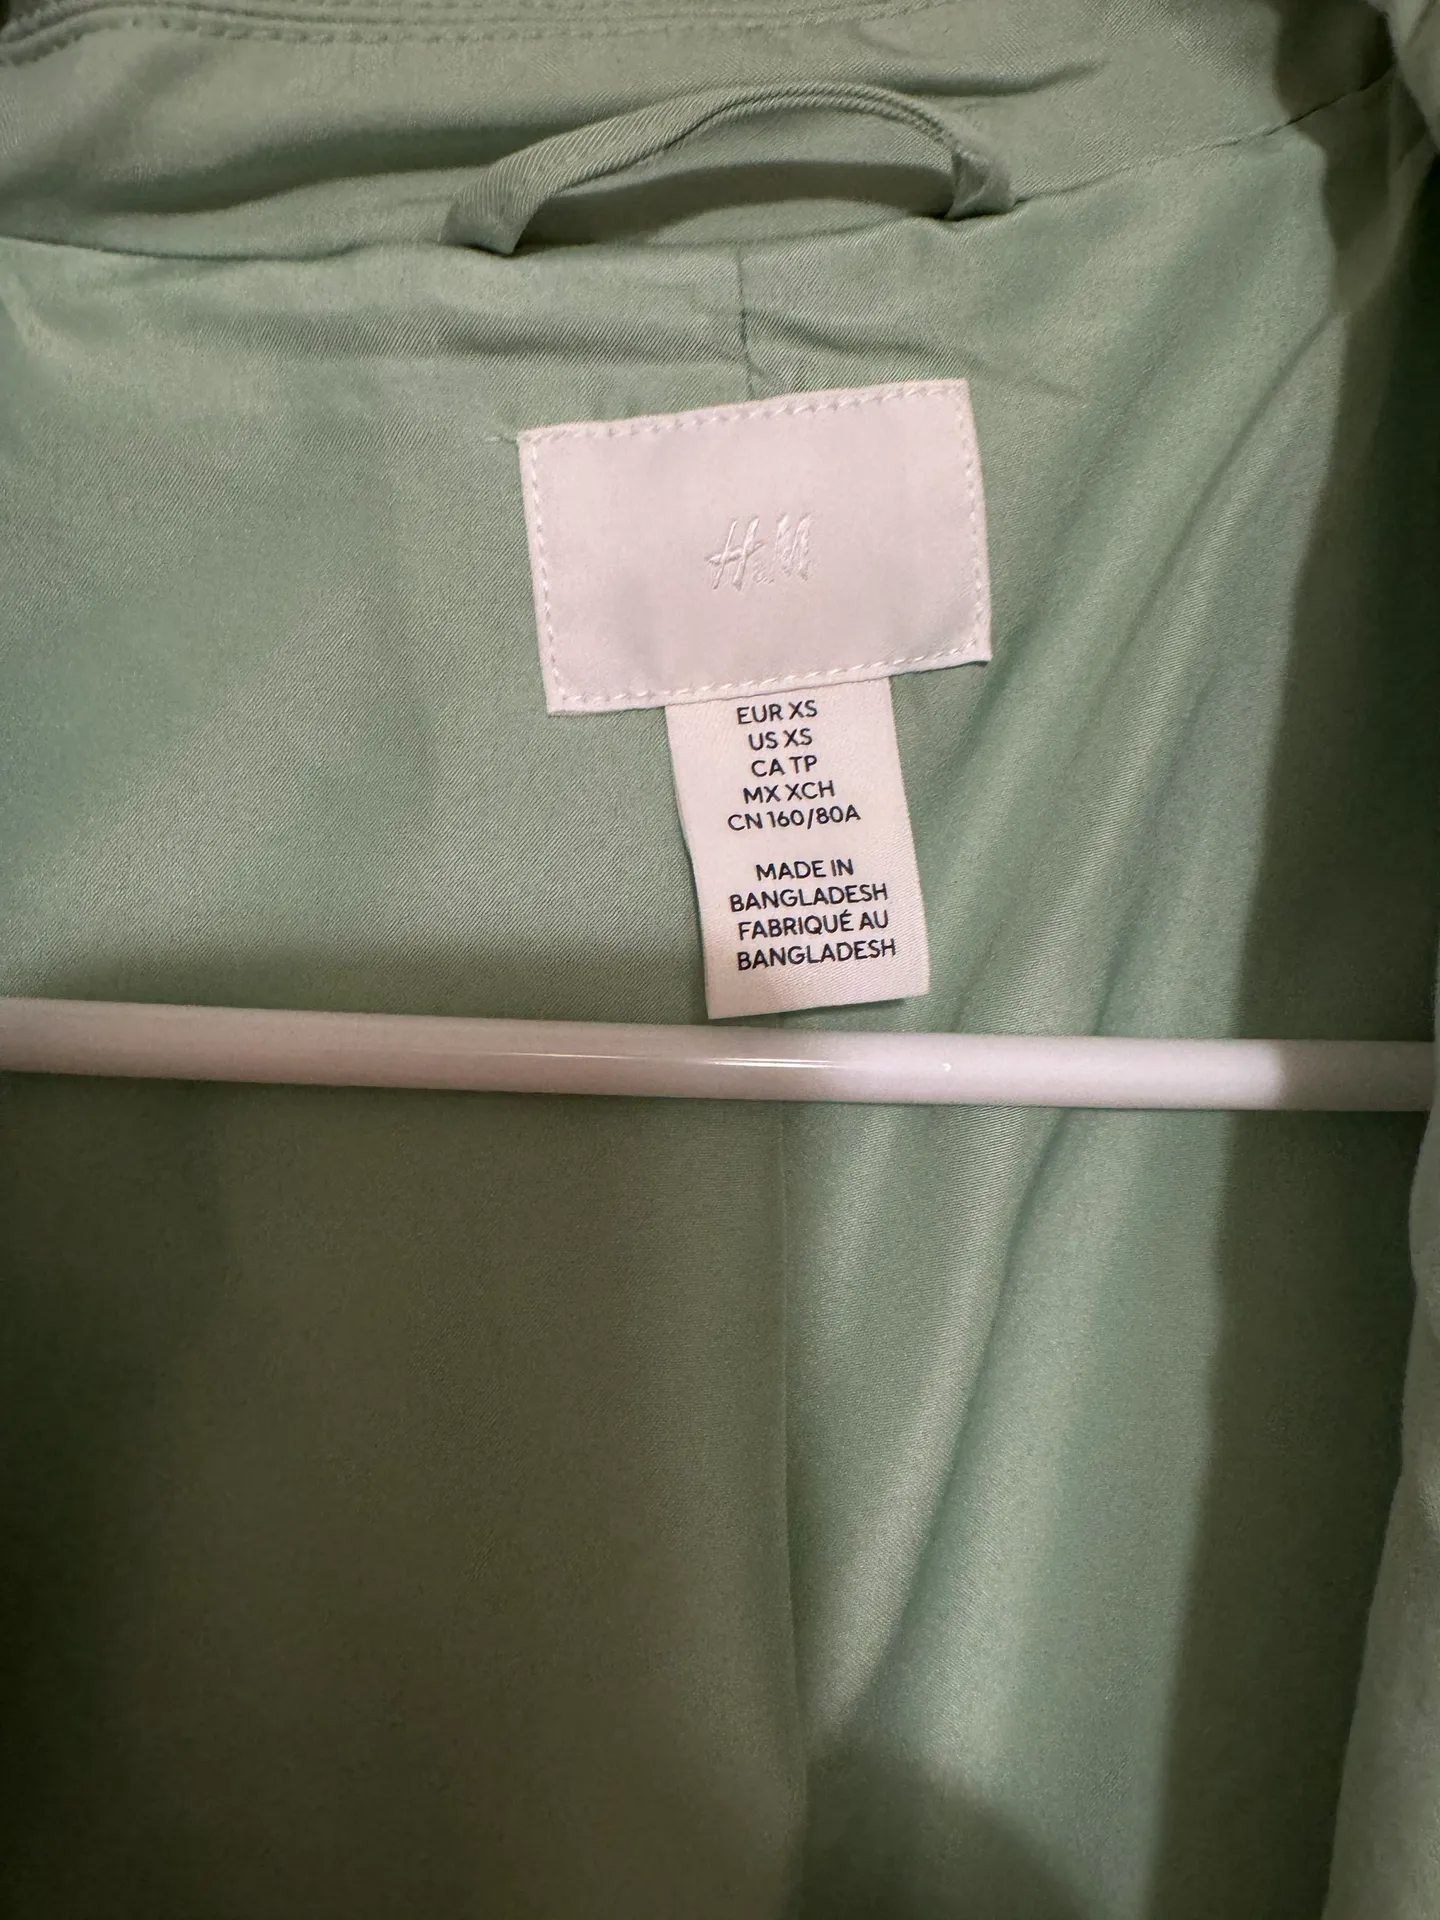 H&M
EUR XS
US XS
CA TP
MX XCH
CN 160/80A
MADE IN
BANGLADESH
FABRIQUÉ AU
BANGLADESH